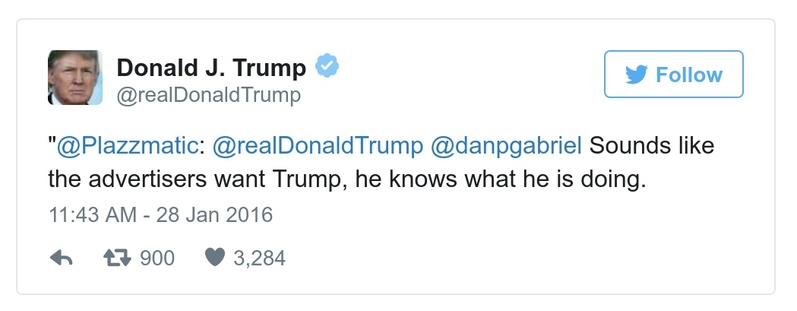 Donald J. Trump
Follow
@realDonaldTrump
"@Plazzmatic: @realDonaldTrump @danpgabriel Sounds like
the advertisers want Trump, he knows what he is doing.
11:43 AM - 28 Jan 2016
900 3,284